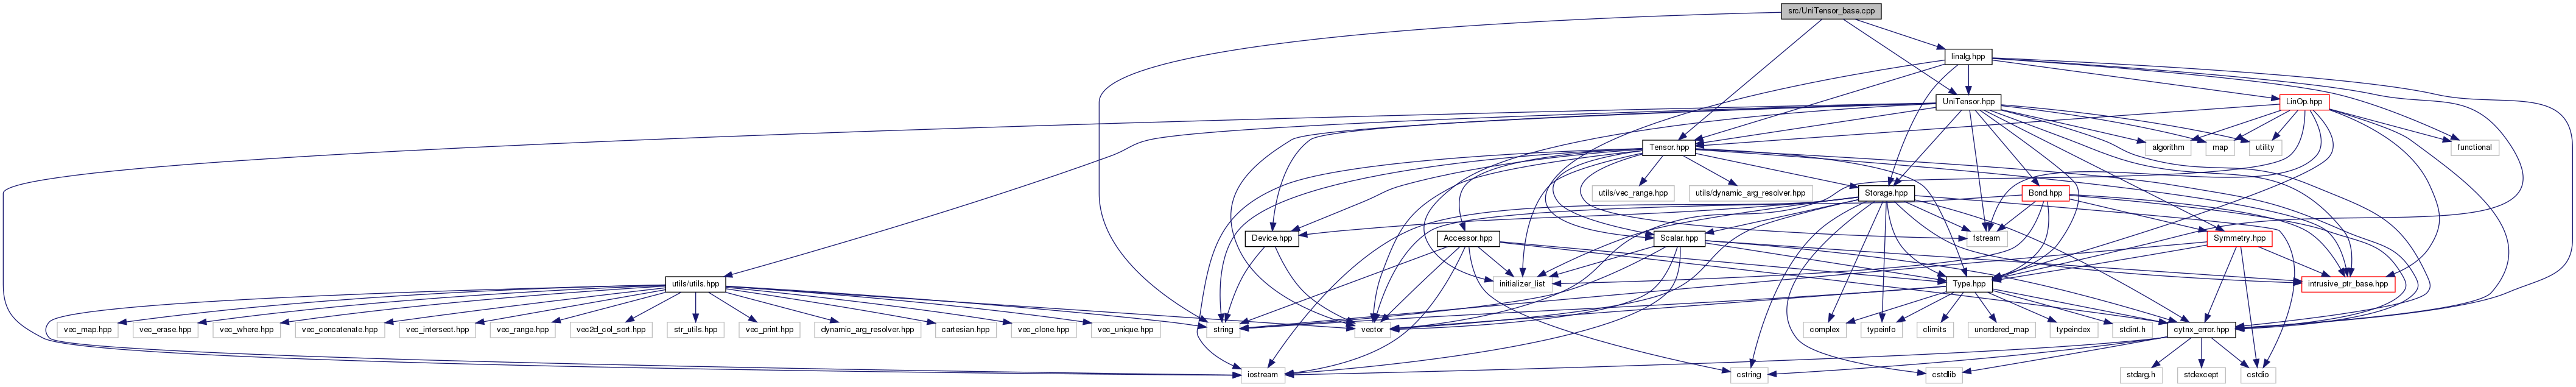 src/UniTensor_base.cpp
linalg.hpp
UniTensor.hpp
LinOp.hpp
Tensor.hpp
algorithm
map
utility
functional
utils/vec_range.hpp
utils/dynamic_arg_resolver.hpp
Storage.hpp
Bond.hpp
Device.hpp
Accessor.hpp
Scalar.hpp
fstream
Symmetry.hpp
utils/utils.hpp
initializer_list
Type.hpp
intrusive_ptr_base.hpp
vec_map.hpp
vec_erase.hpp
vec_where.hpp
vec_concatenate.hpp
vec_intersect.hpp
vec_range.hpp
vec2d_col_sort.hpp
str_utils.hpp
vec_print.hpp
dynamic_arg_resolver.hpp
cartesian.hpp
vec_clone.hpp
vec_unique.hpp
string
vector
complex
typeinfo
climits
unordered_map
typeindex
stdint.h
cytnx_error.hpp
iostream
cstring
cstdlib
stdarg.h
stdexcept
cstdio